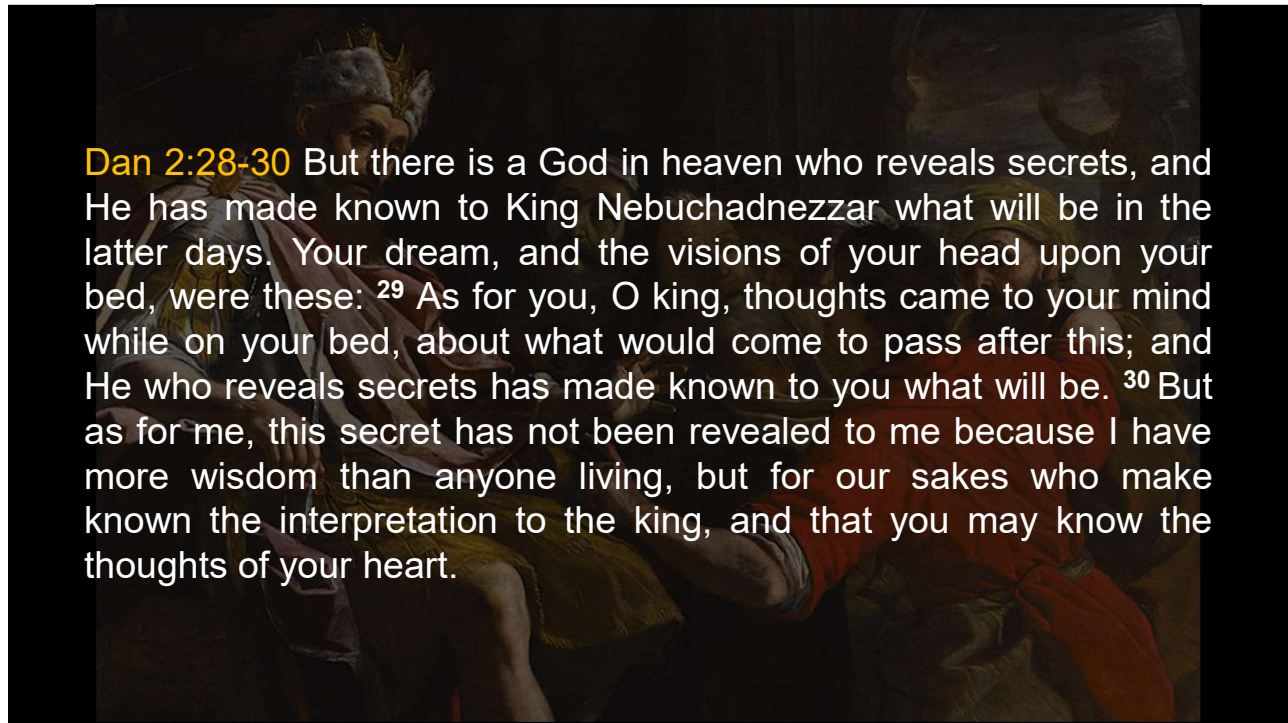 Dan 2:28-30 But there is a God in heaven who reveals secrets, and
He has made known to King Nebuchadnezzar what will be in the
latter days. Your dream, and the visions of your head upon your
bed, were these: 29 As for you, O king, thoughts came to your mind
while on your bed, about what would come to pass after this; and
He who reveals secrets has made known to you what will be. 30 But
as for me, this secret has not been revealed to me because I have
more wisdom than anyone living, but for our sakes who make
known the interpretation to the king, and that you may know the
thoughts of your heart.